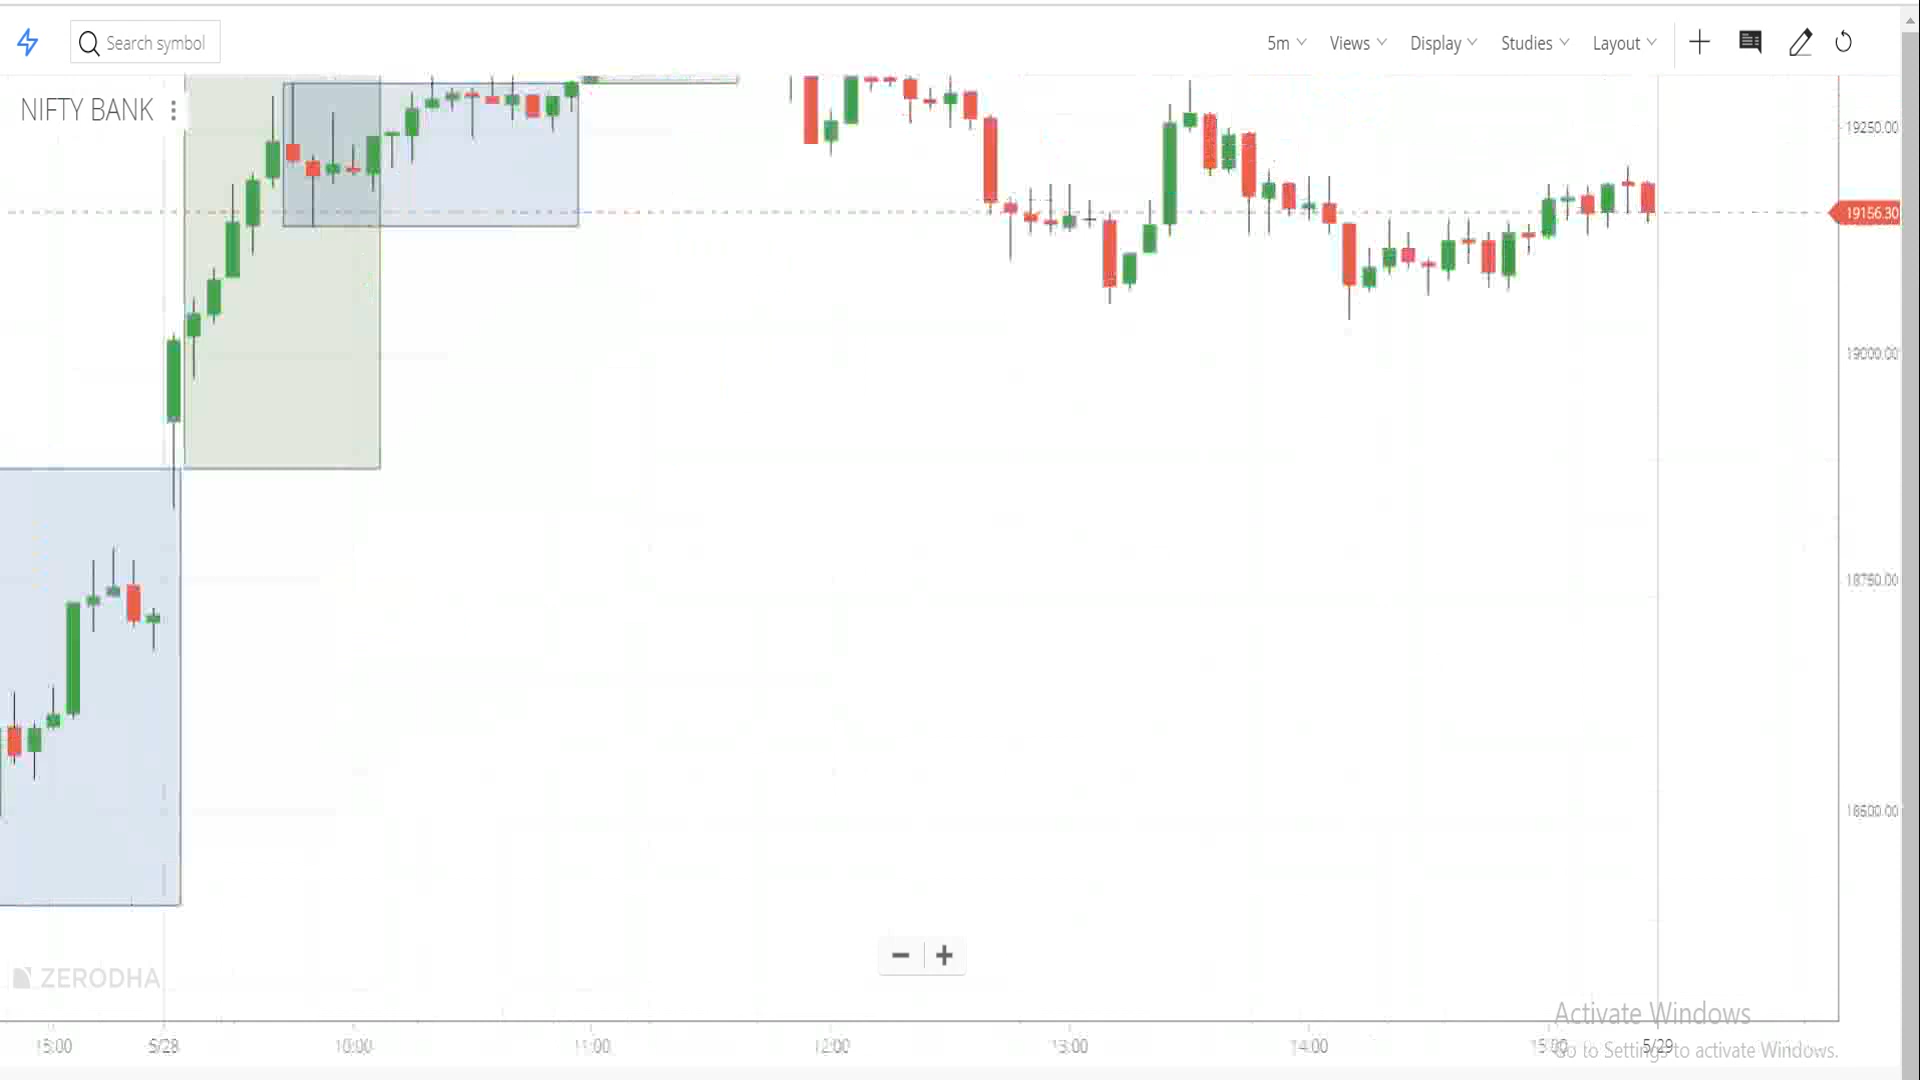 Search symbol
5m Views Display Studies Layout
NIFTY BANK
19250.00
19156.30
19000.00
18750.00
18500.00
ZERODHA
Activate Windows
Go to Settings to activate Windows.
15:00 5/28 10:00 11:00 12:00 13:00 14:00 15:00 5/29